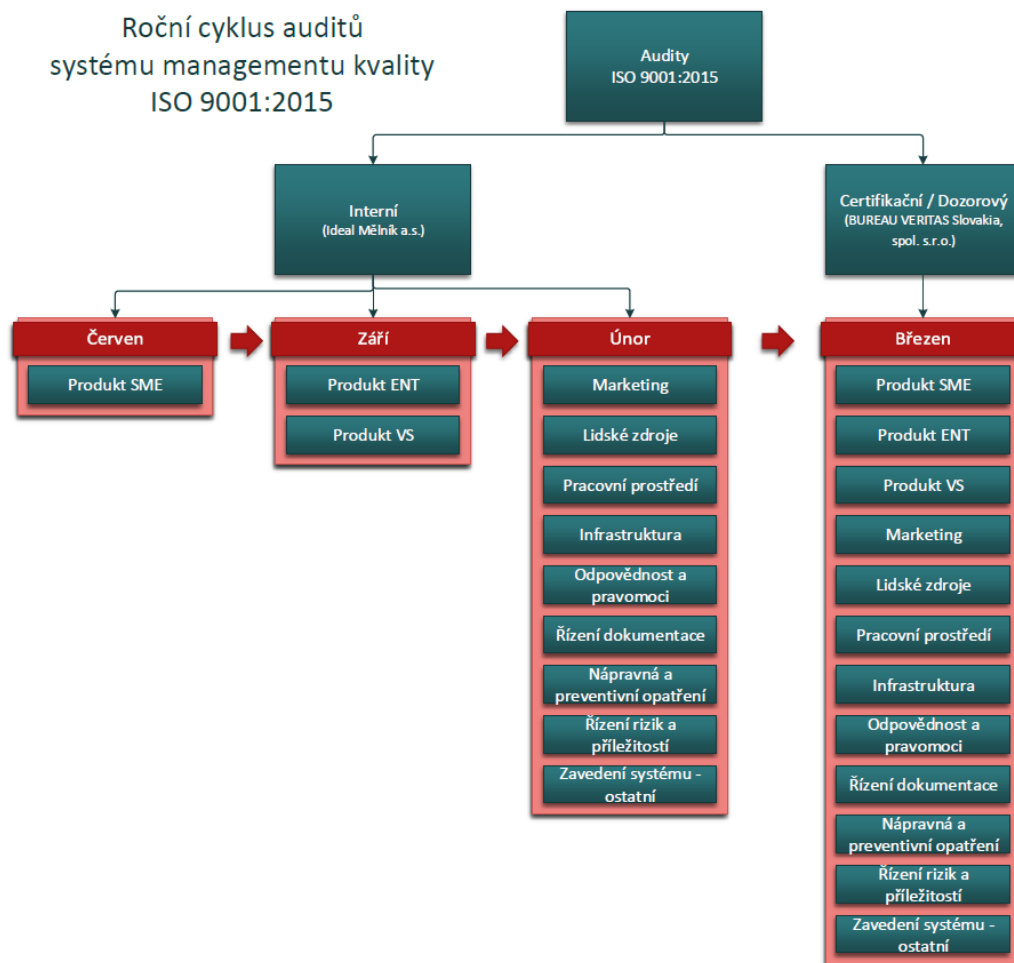 Roční cyklus auditů
systému managementu kvality
ISO 9001:2015
Audity
ISO 9001:2015
Interní
(Ideal Mělník a.s.)
Certifikační / Dozorový
(BUREAU VERITAS Slovakia,
spol. s.r.o.)
Červen
Produkt SME
Září
Produkt ENT
Produkt VS
Únor
Marketing
Lidské zdroje
Pracovní prostředí
Infrastruktura
Odpovědnost a
pravomoci
Řízení dokumentace
Nápravná a
preventivní opatření
Řízení rizik a
příležitostí
Zavedení systému -
ostatní
Březen
Produkt SME
Produkt ENT
Produkt VS
Marketing
Lidské zdroje
Pracovní prostředí
Infrastruktura
Odpovědnost a
pravomoci
Řízení dokumentace
Nápravná a
preventivní opatření
Řízení rizik a
příležitostí
Zavedení systému -
ostatní